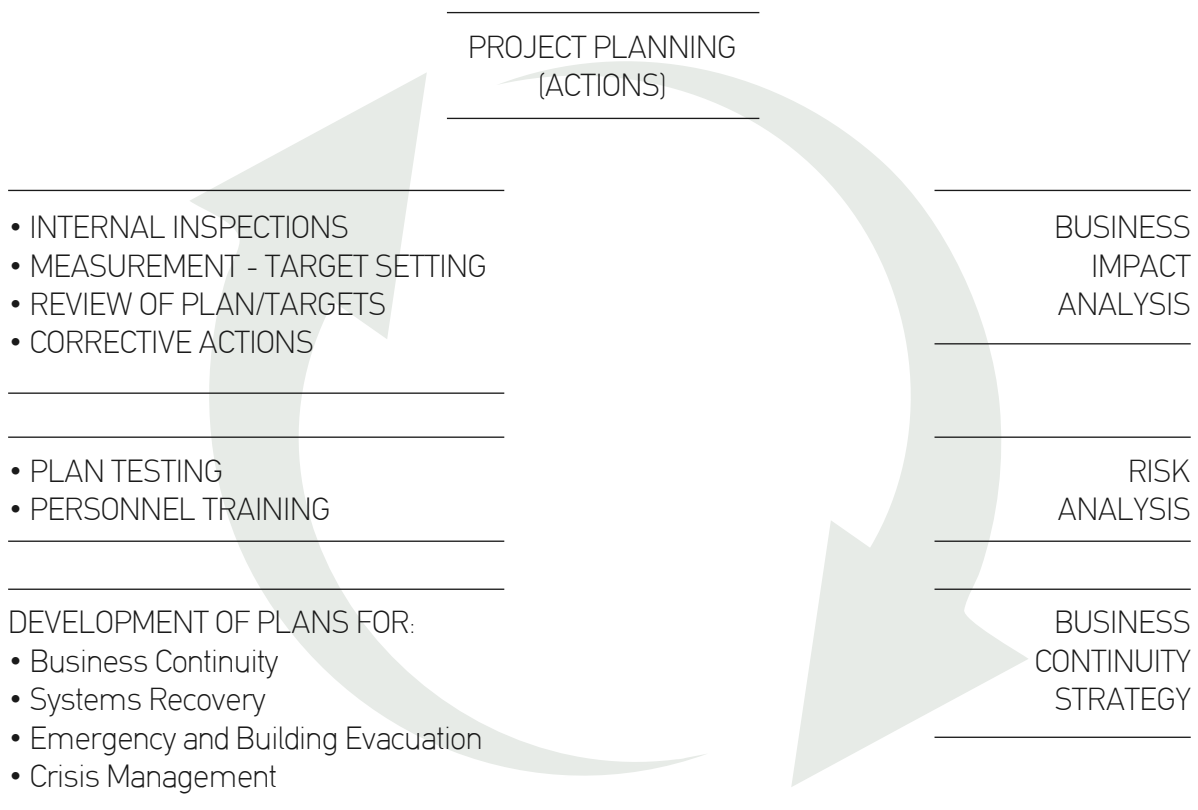 PROJECT PLANNING
(ACTIONS)
• INTERNAL INSPECTIONS
• MEASUREMENT - TARGET SETTING
• REVIEW OF PLAN/TARGETS
• CORRECTIVE ACTIONS
BUSINESS
IMPACT
ANALYSIS
• PLAN TESTING
• PERSONNEL TRAINING
RISK
ANALYSIS
DEVELOPMENT OF PLANS FOR:
• Business Continuity
• Systems Recovery
• Emergency and Building Evacuation
• Crisis Management
BUSINESS
CONTINUITY
STRATEGY